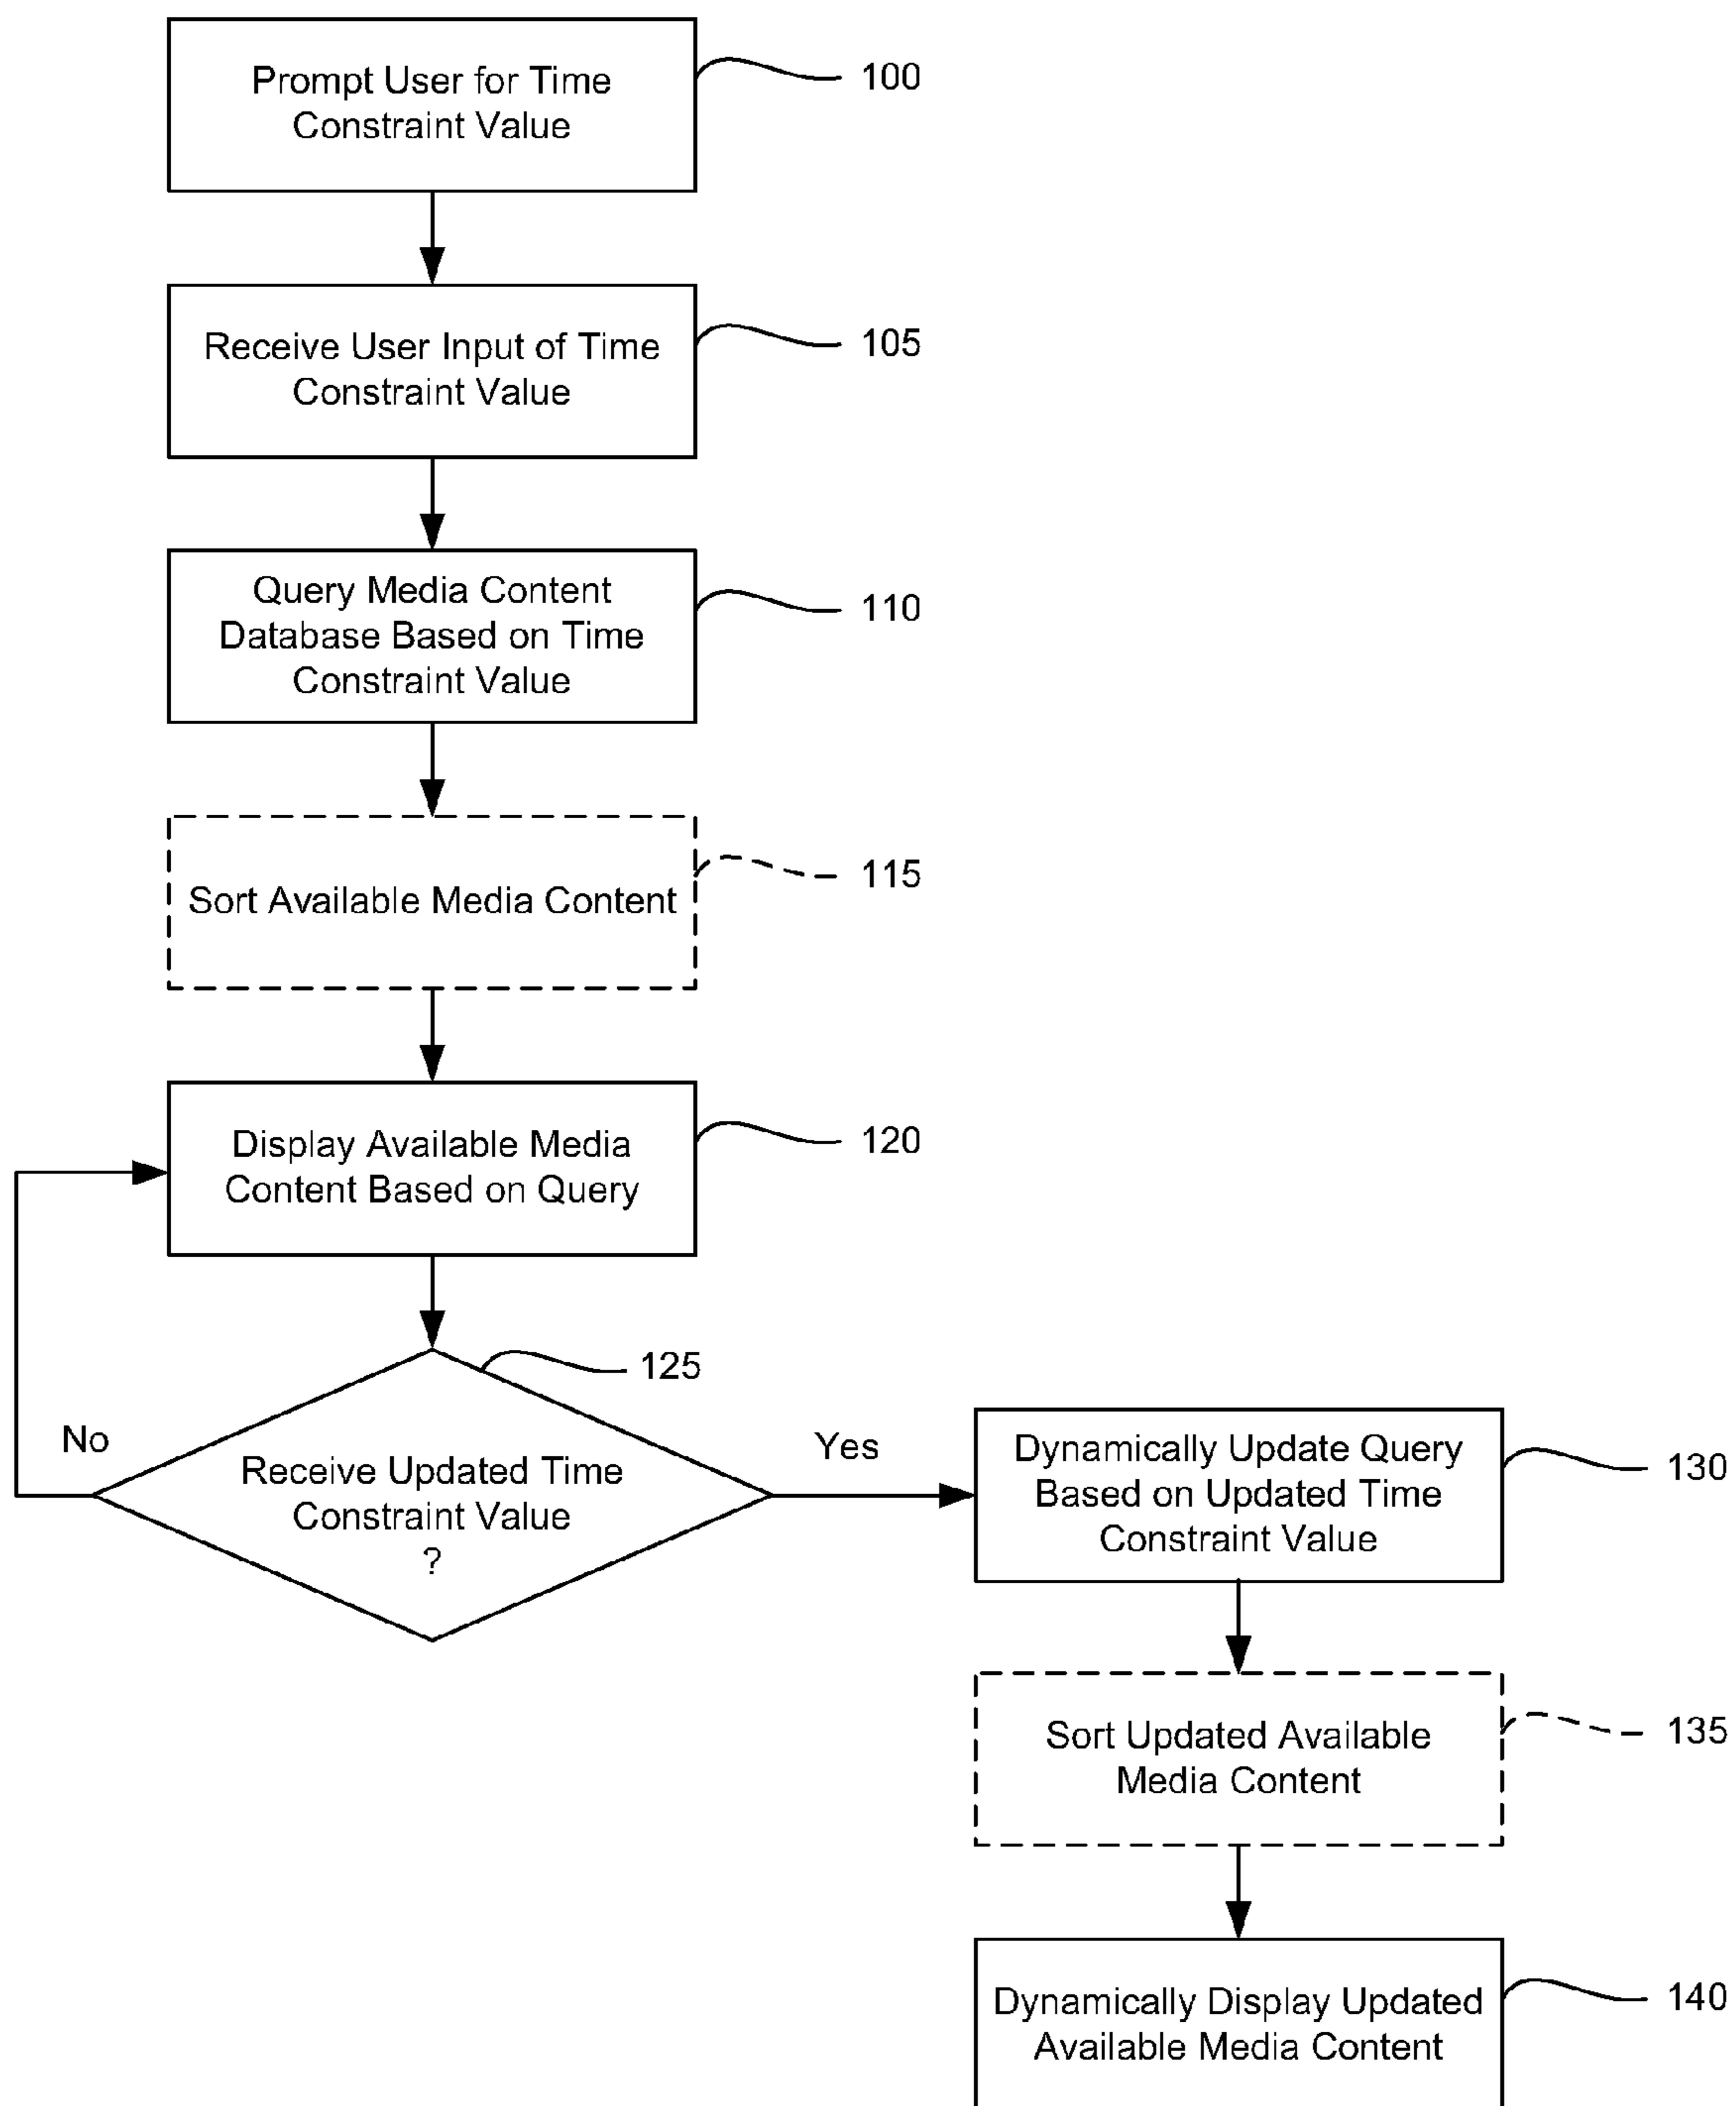 Prompt User for Time
Constraint Value
100
Receive User Input of Time
Constraint Value
105
Query Media Content
Database Based on Time
Constraint Value
110
Sort Available Media Content
115
Display Available Media
Content Based on Query
120
125
No
Receive Updated Time
Constraint Value
?
Yes
Dynamically Update Query
Based on Updated Time
Constraint Value
130
Sort Updated Available
Media Content
135
Dynamically Display Updated
Available Media Content
140